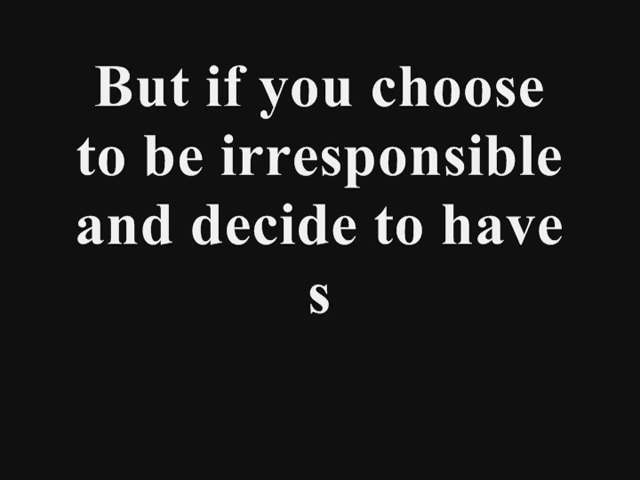 But if you choose
to be irresponsible
and decide to have
s